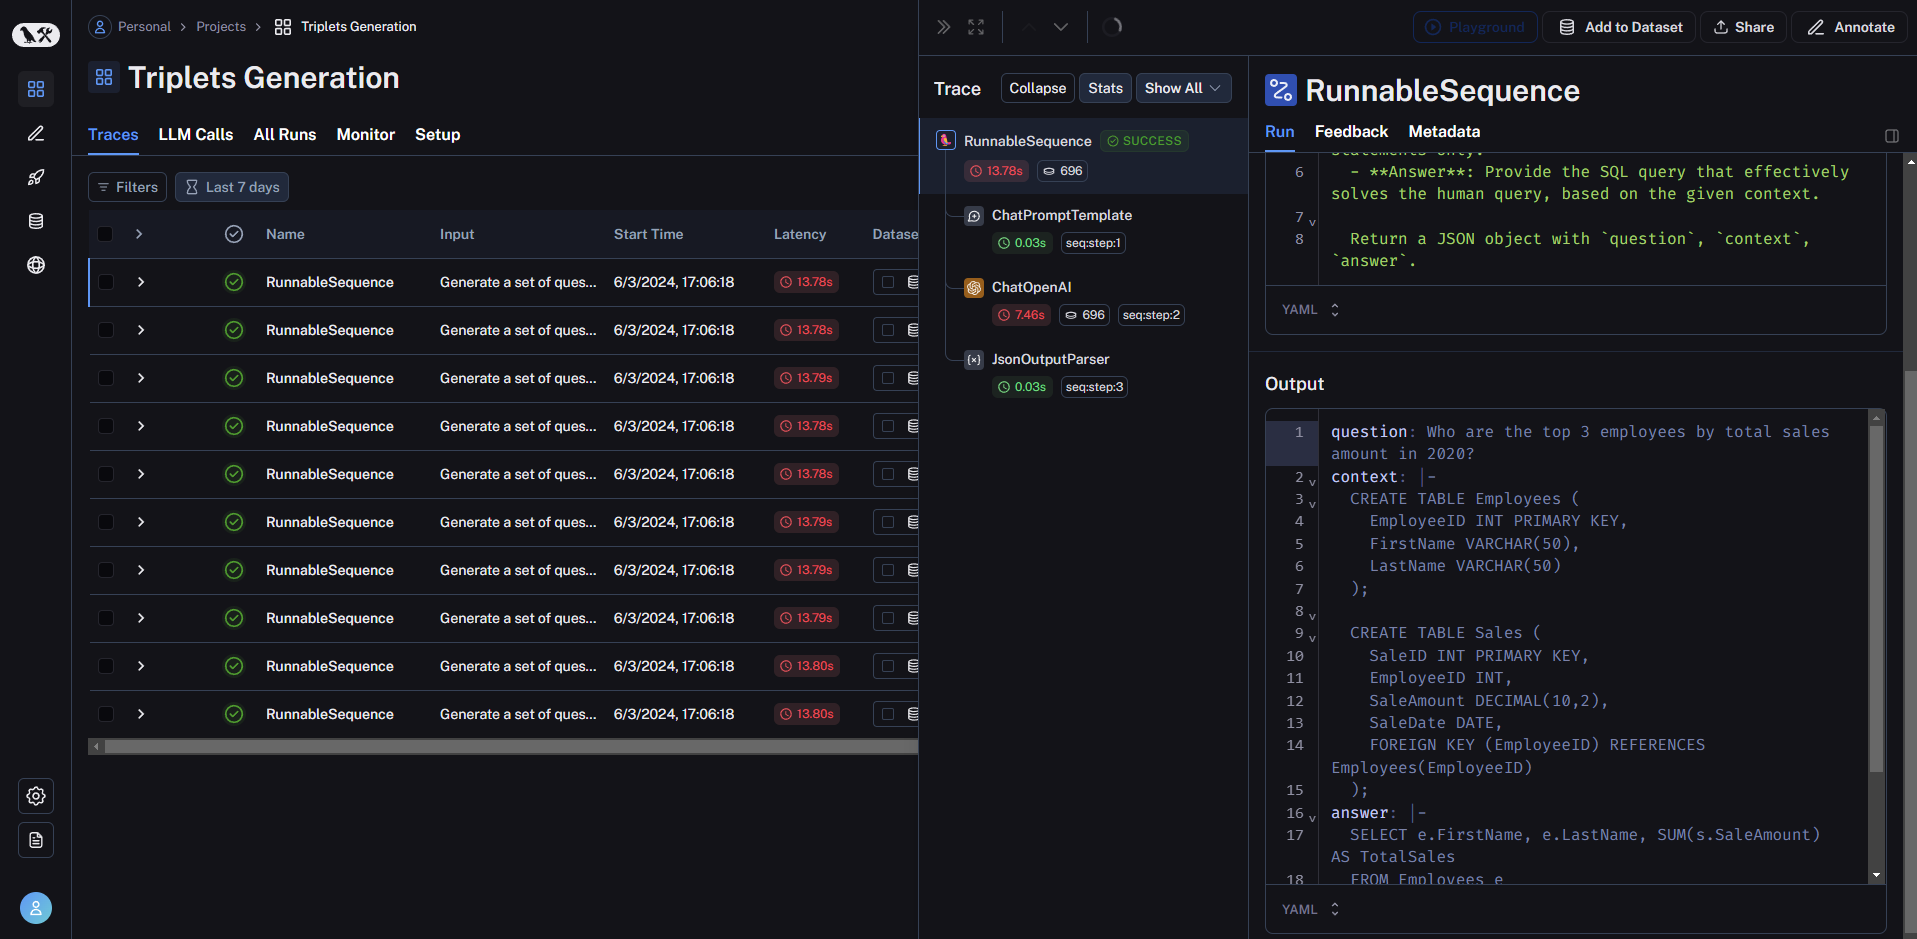 Personal > Projects > Triplets Generation
Triplets Generation
Traces LLM Calls All Runs Monitor Setup
Filters Last 7 days
Name Input Start Time Latency Datase
RunnableSequence Generate a set of ques... 6/3/2024, 17:06:18 13.78s
RunnableSequence Generate a set of ques... 6/3/2024, 17:06:18 13.78s
RunnableSequence Generate a set of ques... 6/3/2024, 17:06:18 13.79s
RunnableSequence Generate a set of ques... 6/3/2024, 17:06:18 13.78s
RunnableSequence Generate a set of ques... 6/3/2024, 17:06:18 13.78s
RunnableSequence Generate a set of ques... 6/3/2024, 17:06:18 13.79s
RunnableSequence Generate a set of ques... 6/3/2024, 17:06:18 13.79s
RunnableSequence Generate a set of ques... 6/3/2024, 17:06:18 13.79s
RunnableSequence Generate a set of ques... 6/3/2024, 17:06:18 13.80s
RunnableSequence Generate a set of ques... 6/3/2024, 17:06:18 13.80s
Playground Add to Dataset Share Annotate
Trace Collapse Stats Show All
RunnableSequence SUCCESS
13.78s 696
ChatPromptTemplate
0.03s seq:step:1
ChatOpenAI
7.46s 696 seq:step:2
JsonOutputParser
0.03s seq:step:3
RunnableSequence
Run Feedback Metadata
statements only.
6 - **Answer**: Provide the SQL query that effectively
solves the human query, based on the given context.
7
8 Return a JSON object with `question`, `context`,
`answer`.
YAML
Output
1 question: Who are the top 3 employees by total sales
amount in 2020?
2 context: |-
3 CREATE TABLE Employees (
4 EmployeeID INT PRIMARY KEY,
5 FirstName VARCHAR(50),
6 LastName VARCHAR(50)
7 );
8
9 CREATE TABLE Sales (
10 SaleID INT PRIMARY KEY,
11 EmployeeID INT,
12 SaleAmount DECIMAL(10,2),
13 SaleDate DATE,
14 FOREIGN KEY (EmployeeID) REFERENCES
Employees(EmployeeID)
15 );
16 answer: |-
17 SELECT e.FirstName, e.LastName, SUM(s.SaleAmount)
AS TotalSales
18 FROM Employees e
YAML